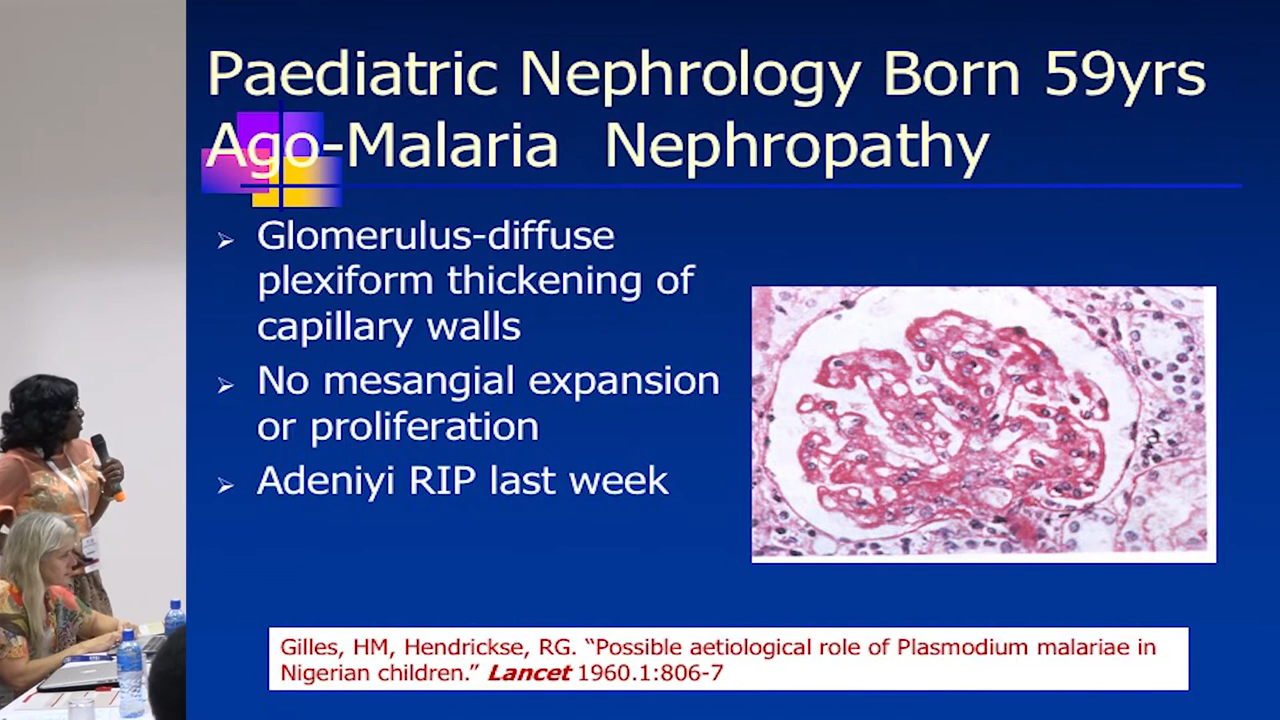 Paediatric Nephrology Born 59yrs
Ago-Malaria Nephropathy
Glomerulus-diffuse
plexiform thickening of
capillary walls
No mesangial expansion
or proliferation
Adeniyi RIP last week
Gilles, HM, Hendrickse, RG. “Possible aetiological role of Plasmodium malariae in
Nigerian children.” Lancet 1960.1:806-7